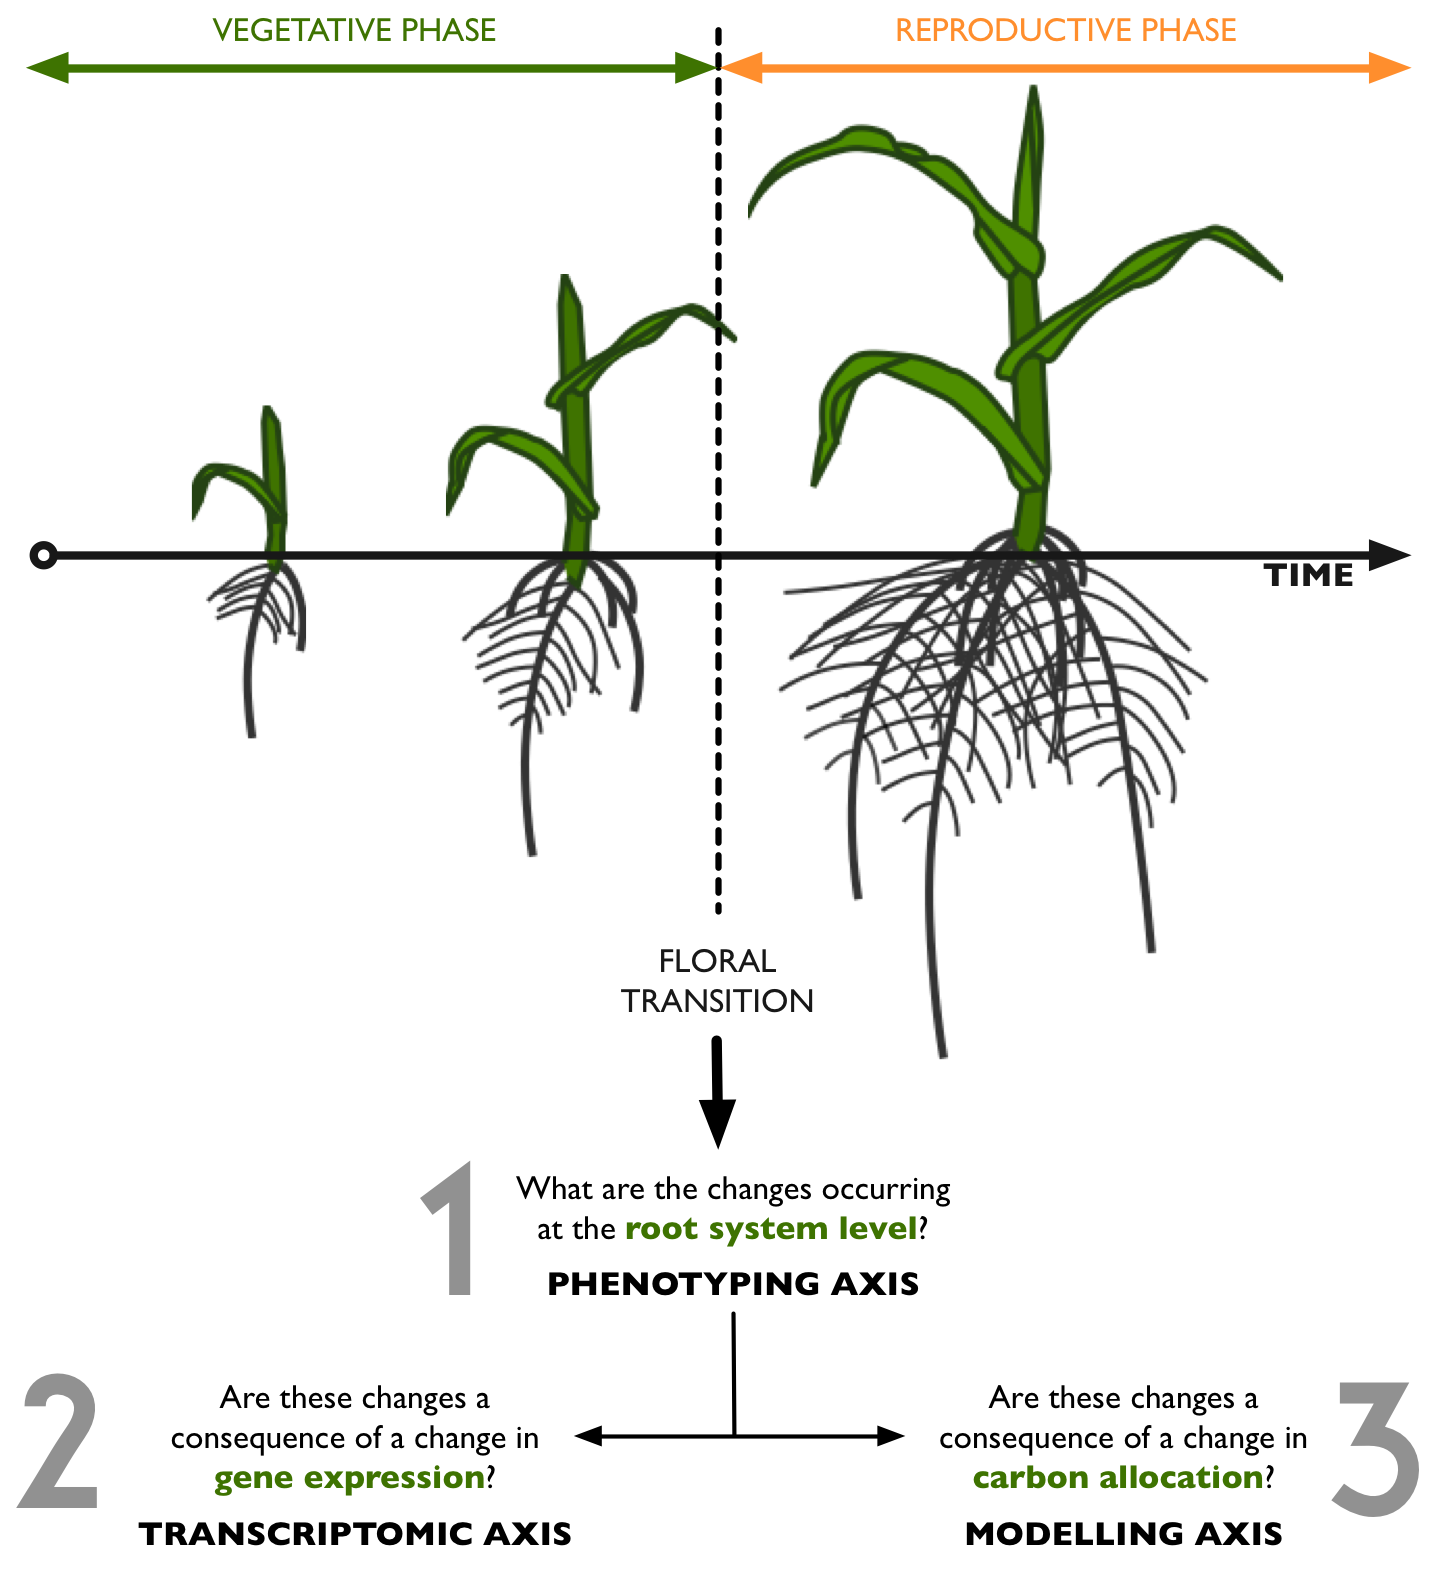 VEGETATIVE PHASE
REPRODUCTIVE PHASE
TIME
FLORAL
TRANSITION
1
What are the changes occurring
at the root system level?
PHENOTYPING AXIS
2
Are these changes a
consequence of a change in
gene expression?
TRANSCRIPTOMIC AXIS
Are these changes a
consequence of a change in
carbon allocation?
MODELLING AXIS
3